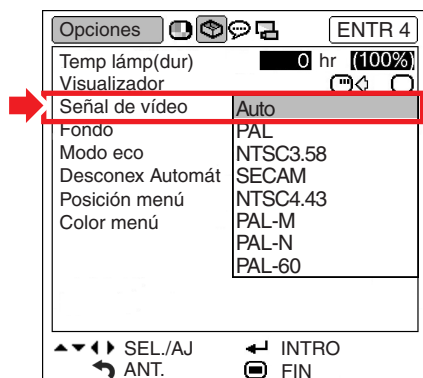 Opciones ENTR 4
Temp lámp(dur) 0 hr (100%)
Visualizador
Señal de vídeo Auto
Fondo PAL
Modo eco NTSC3.58
Desconex Automát SECAM
Posición menú NTSC4.43
Color menú PAL-M
PAL-N
PAL-60
SEL./AJ INTRO
ANT. FIN